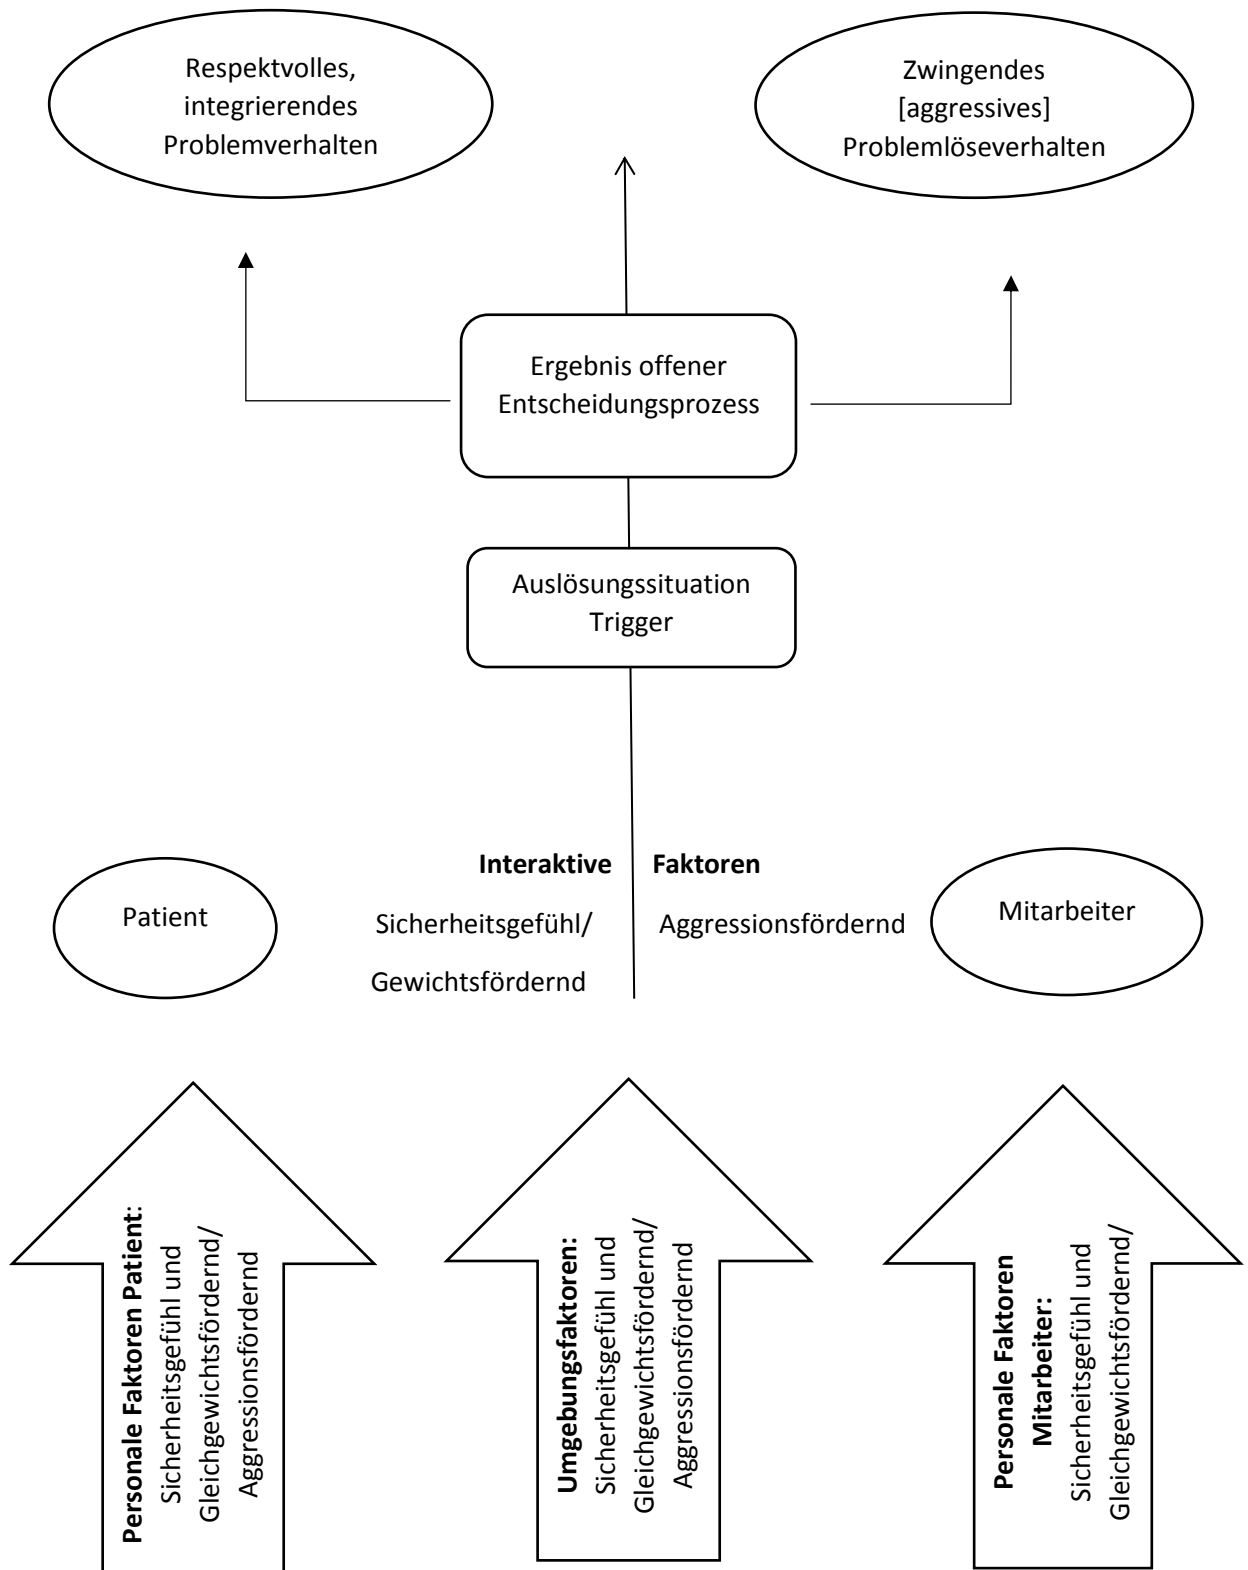 Respektvolles,
integrierendes
Problemverhalten
Zwingendes
[aggressives]
Problemlöseverhalten
Ergebnis offener
Entscheidungsprozess
Auslösungssituation
Trigger
Interaktive Faktoren
Patient
Sicherheitsgefühl/
Gewichtsfördernd
Aggressionsfördernd
Mitarbeiter
Personale Faktoren Patient:
Sicherheitsgefühl und
Gleichgewichtsfördernd/
Aggressionsfördernd
Umgebungsfaktoren:
Sicherheitsgefühl und
Gleichgewichtsfördernd/
Aggressionsfördernd
Personale Faktoren
Mitarbeiter:
Sicherheitsgefühl und
Gleichgewichtsfördernd/